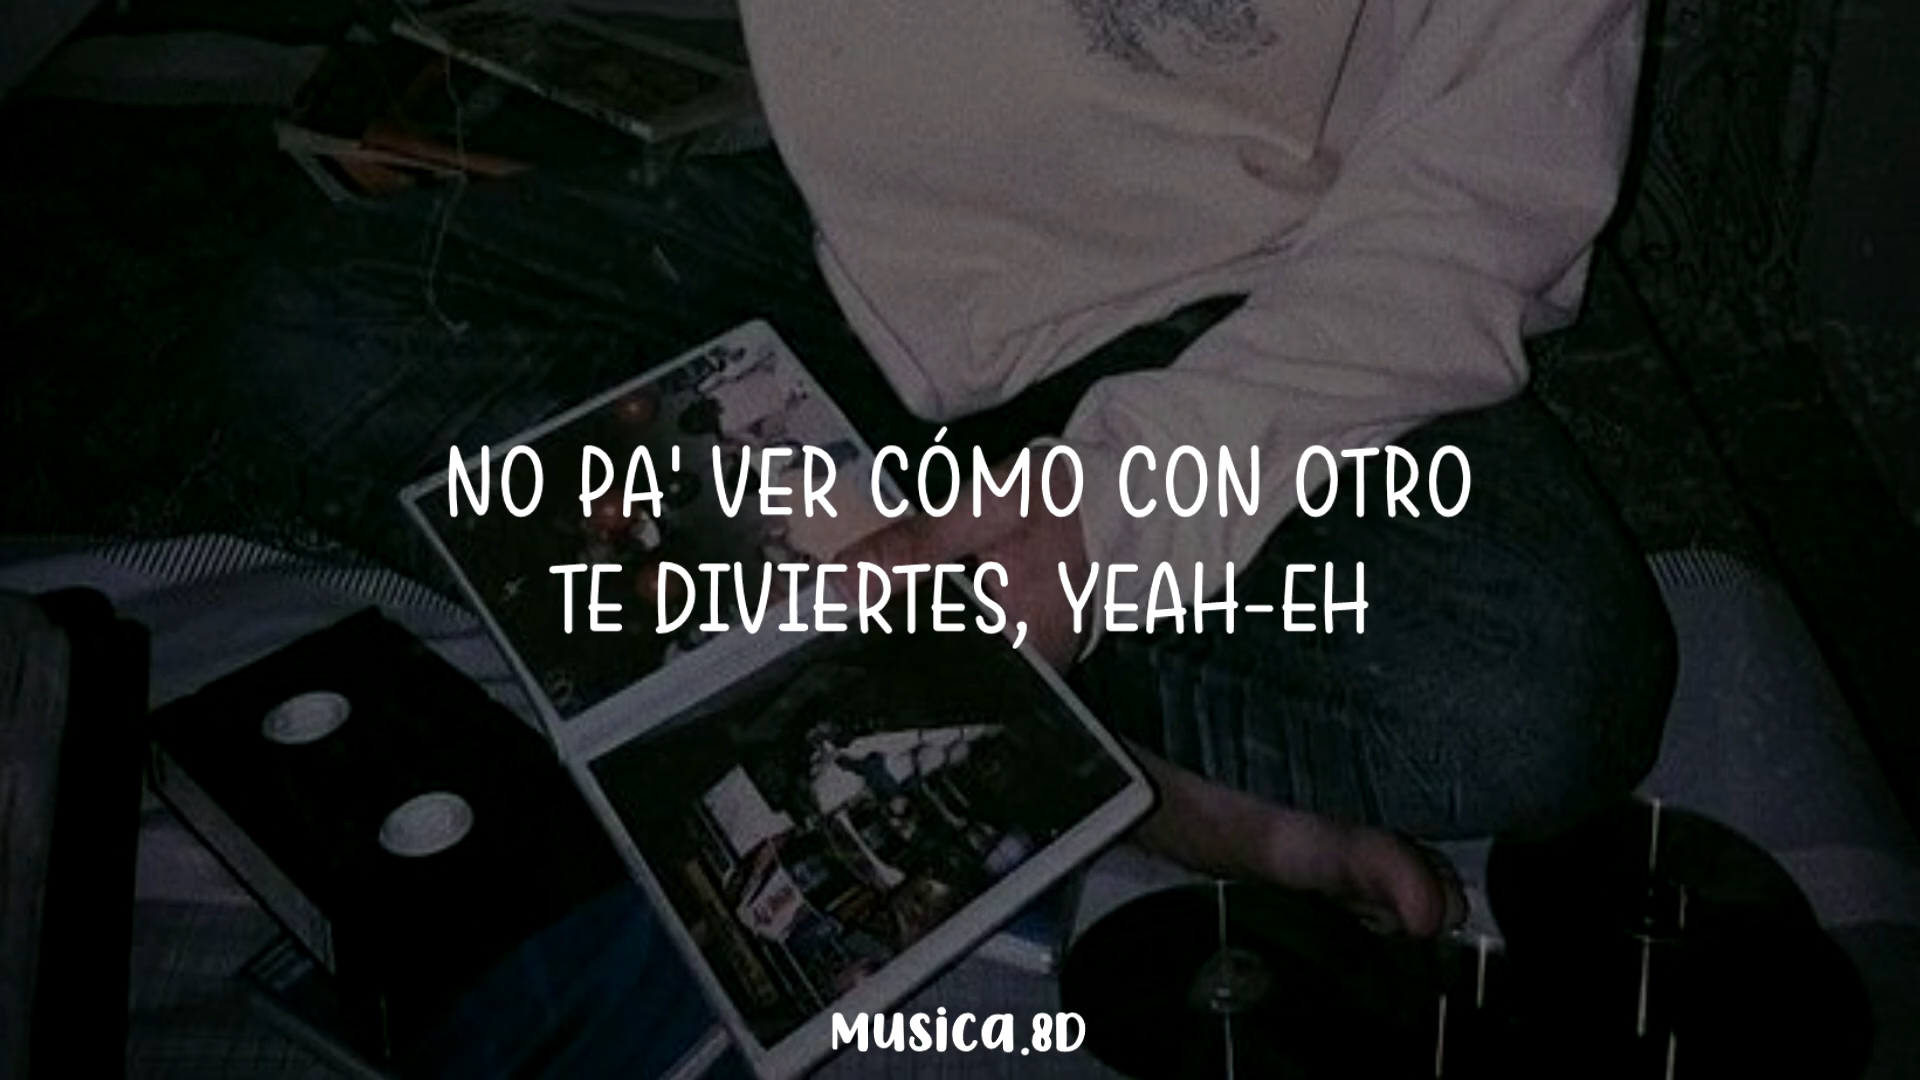 NO PA' VER CÓMO CON OTRO
TE DIVIERTES, YEAH-EH
MUSICA.8D